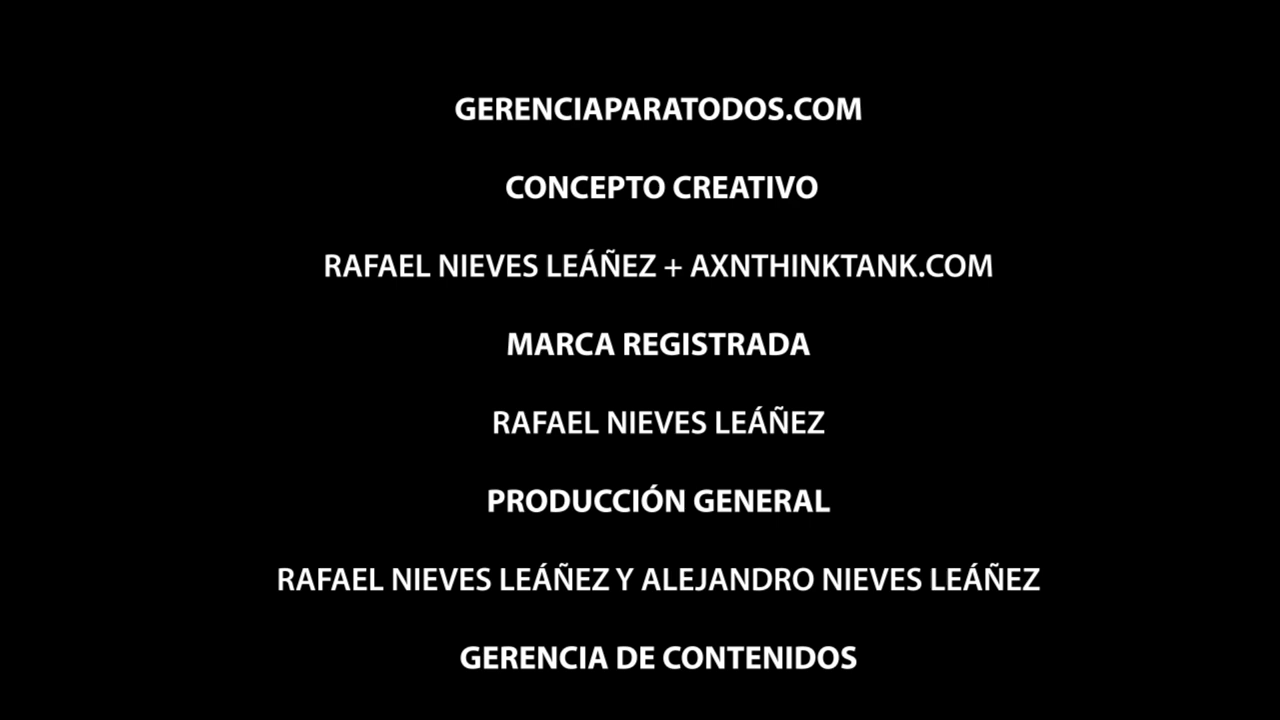 GERENCIAPARATODOS.COM
CONCEPTO CREATIVO
RAFAEL NIEVES LEÁÑEZ + AXNTHINKTANK.COM
MARCA REGISTRADA
RAFAEL NIEVES LEÁÑEZ
PRODUCCIÓN GENERAL
RAFAEL NIEVES LEÁÑEZ Y ALEJANDRO NIEVES LEÁÑEZ
GERENCIA DE CONTENIDOS